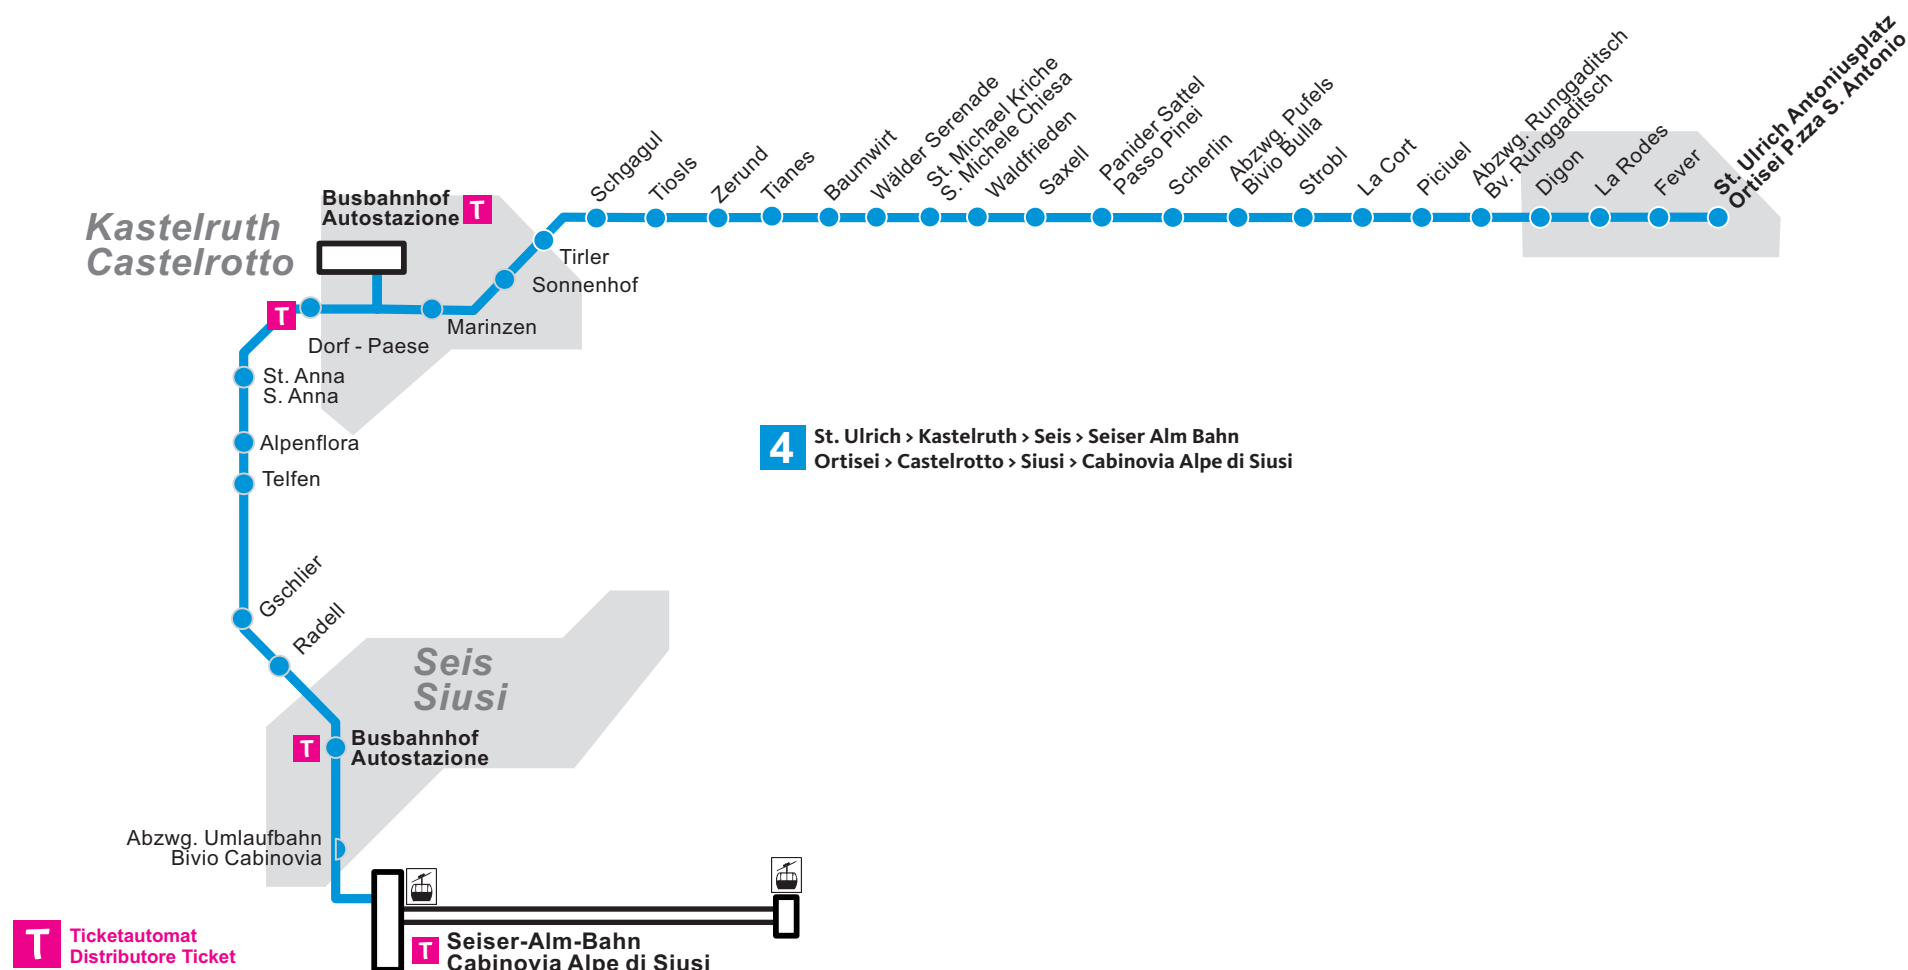 Kastelruth
Castelrotto
Busbahnhof
Autostazione
T
Schgagul
Tiosls
Zerund
Tianes
Baumwirt
Wälder Serenade
St. Michael Kriche
S. Michele Chiesa
Waldfrieden
Saxell
Panider Sattel
Passo Pinei
Scherlin
Abzwg. Pufels
Bivio Bulla
Strobl
La Cort
Piciuel
Abzwg. Runggaditsch
Bv. Runggaditsch
Digon
La Rodes
Fever
St. Ulrich Antoniusplatz
Ortisei P.zza S. Antonio
Tirler
Sonnenhof
Marinzen
T
Dorf - Paese
St. Anna
S. Anna
Alpenflora
Telfen
4
St. Ulrich › Kastelruth › Seis › Seiser Alm Bahn
Ortisei › Castelrotto › Siusi › Cabinovia Alpe di Siusi
Gschlier
Radell
Seis
Siusi
T
Busbahnhof
Autostazione
Abzwg. Umlaufbahn
Bivio Cabinovia
T
Seiser-Alm-Bahn
Cabinovia Alpe di Siusi
T
Ticketautomat
Distributore Ticket